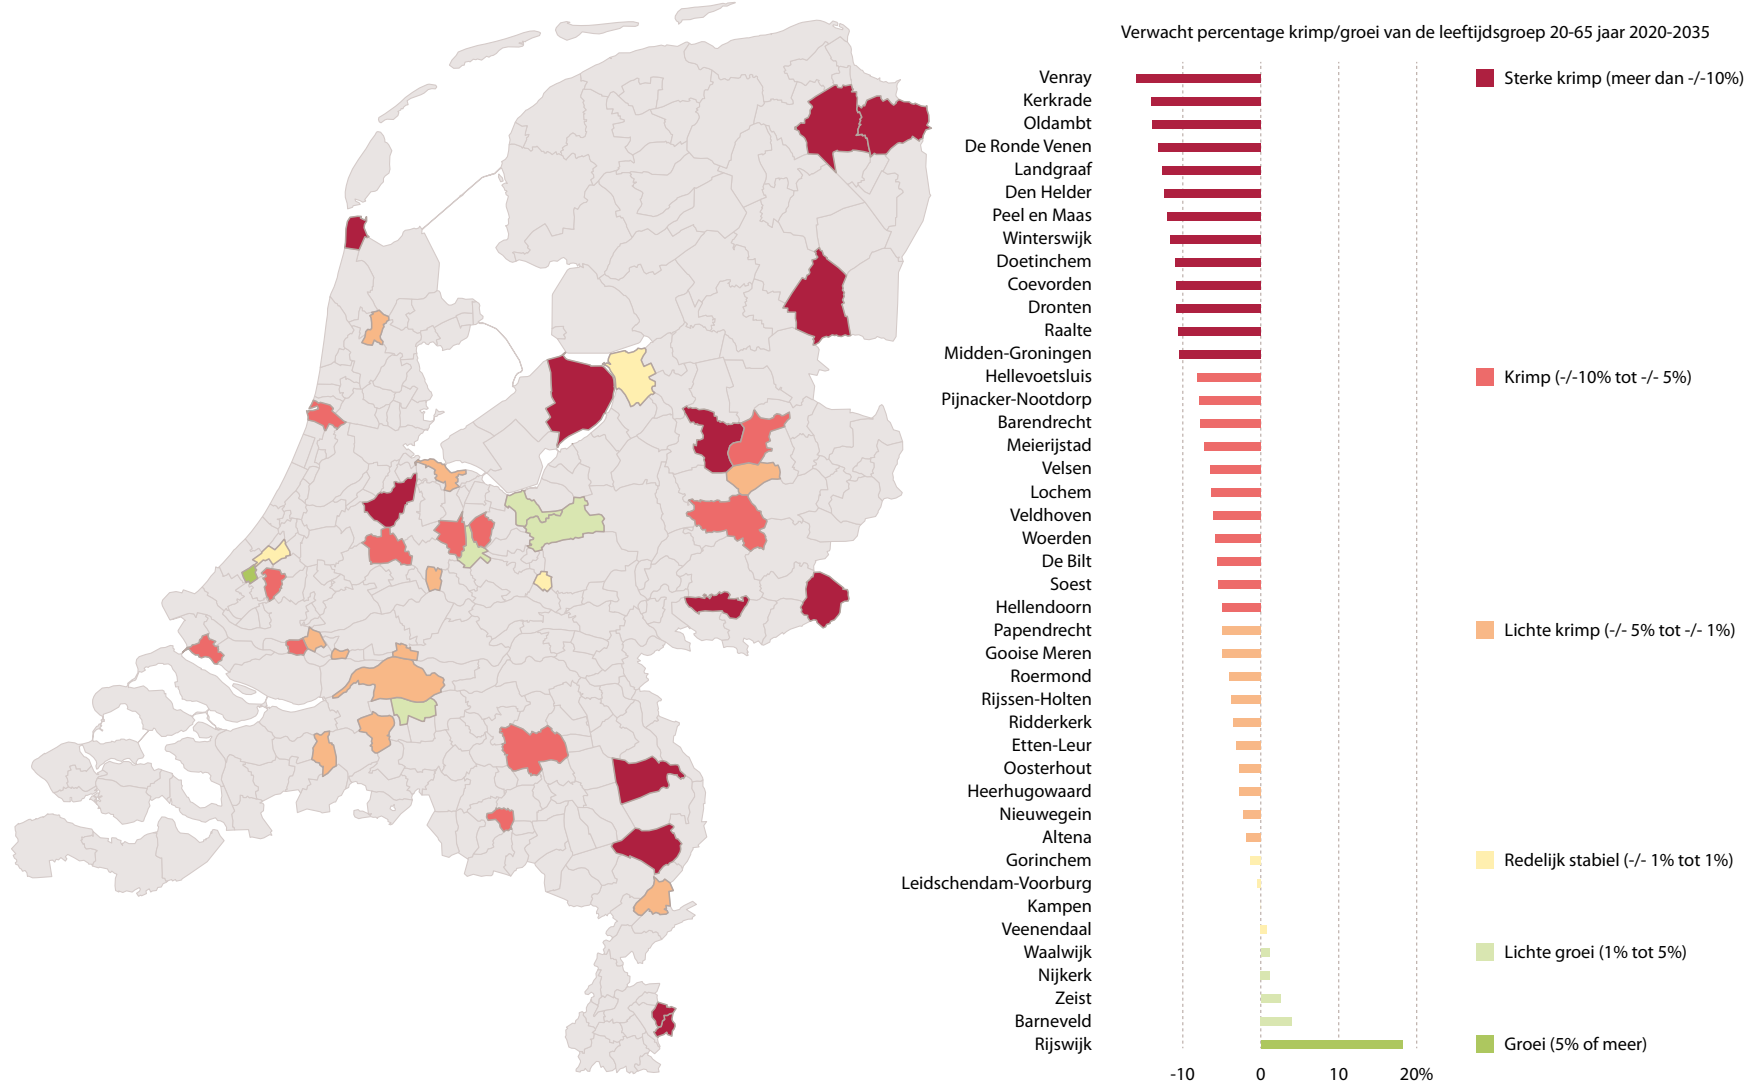 Verwacht percentage krimp/groei van de leeftijdsgroep 20-65 jaar 2020-2035
Venray
Kerkrade
Oldambt
De Ronde Venen
Landgraaf
Den Helder
Peel en Maas
Winterswijk
Doetinchem
Coevorden
Dronten
Raalte
Midden-Groningen
Hellevoetsluis
Pijnacker-Nootdorp
Barendrecht
Meierijstad
Velsen
Lochem
Veldhoven
Woerden
De Bilt
Soest
Hellendoorn
Papendrecht
Gooise Meren
Roermond
Rijssen-Holten
Ridderkerk
Etten-Leur
Oosterhout
Heerhugowaard
Nieuwegein
Altena
Gorinchem
Leidschendam-Voorburg
Kampen
Veenendaal
Waalwijk
Nijkerk
Zeist
Barneveld
Rijswijk
-10 0 10 20%
Sterke krimp (meer dan -/-10%)
Krimp (-/-10% tot -/- 5%)
Lichte krimp (-/- 5% tot -/- 1%)
Redelijk stabiel (-/- 1% tot 1%)
Lichte groei (1% tot 5%)
Groei (5% of meer)